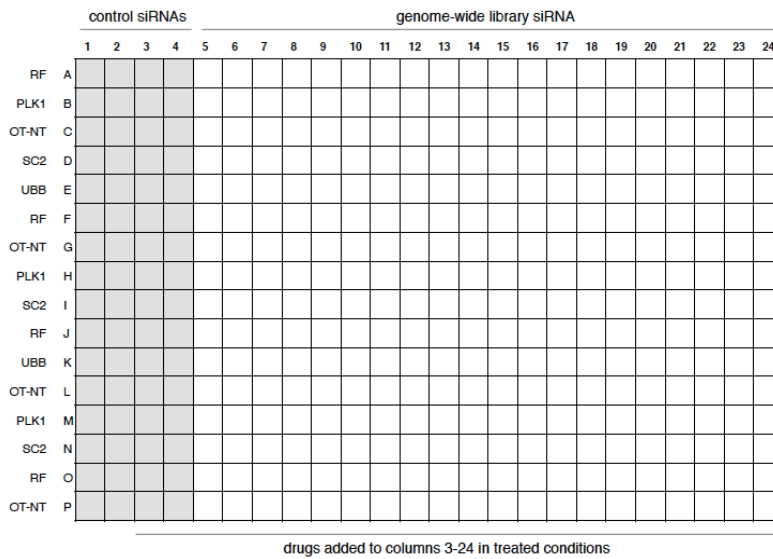 control siRNAs genome-wide library siRNA
1 2 3 4 5 6 7 8 9 10 11 12 13 14 15 16 17 18 19 20 21 22 23 24
RF A
PLK1 B
OT-NT C
SC2 D
UBB E
RF F
OT-NT G
PLK1 H
SC2 I
RF J
UBB K
OT-NT L
PLK1 M
SC2 N
RF O
OT-NT P
drugs added to columns 3-24 in treated conditions